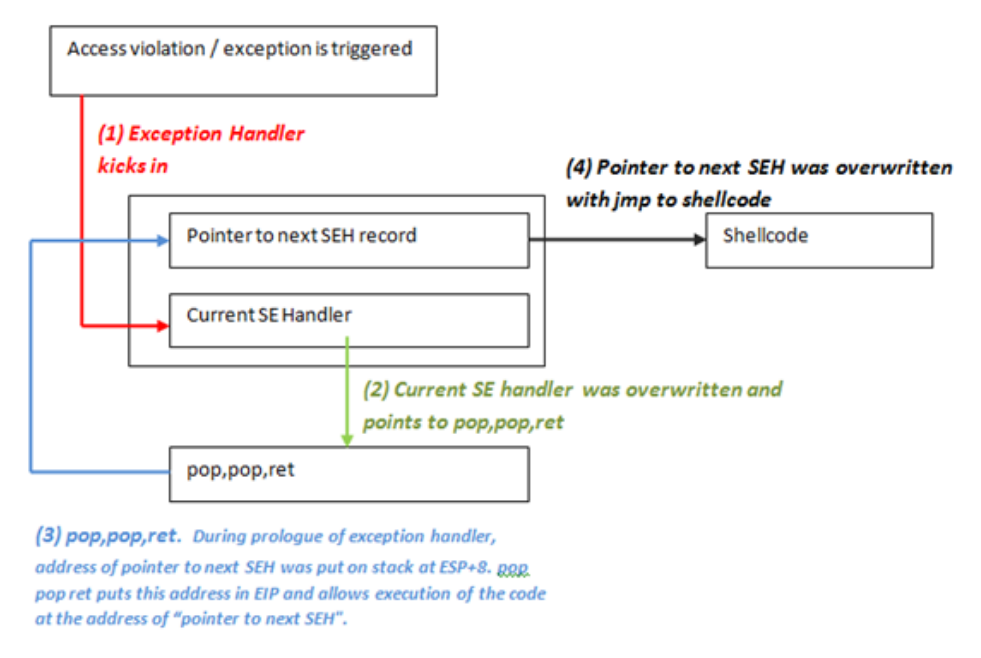 Access violation / exception is triggered
(1) Exception Handler
kicks in
(4) Pointer to next SEH was overwritten
with jmp to shellcode
Pointer to next SEH record
Shellcode
Current SE Handler
(2) Current SE handler was overwritten and
points to pop,pop,ret
pop,pop,ret
(3) pop,pop,ret. During prologue of exception handler,
address of pointer to next SEH was put on stack at ESP+8. pop
pop ret puts this address in EIP and allows execution of the code
at the address of “pointer to next SEH”.